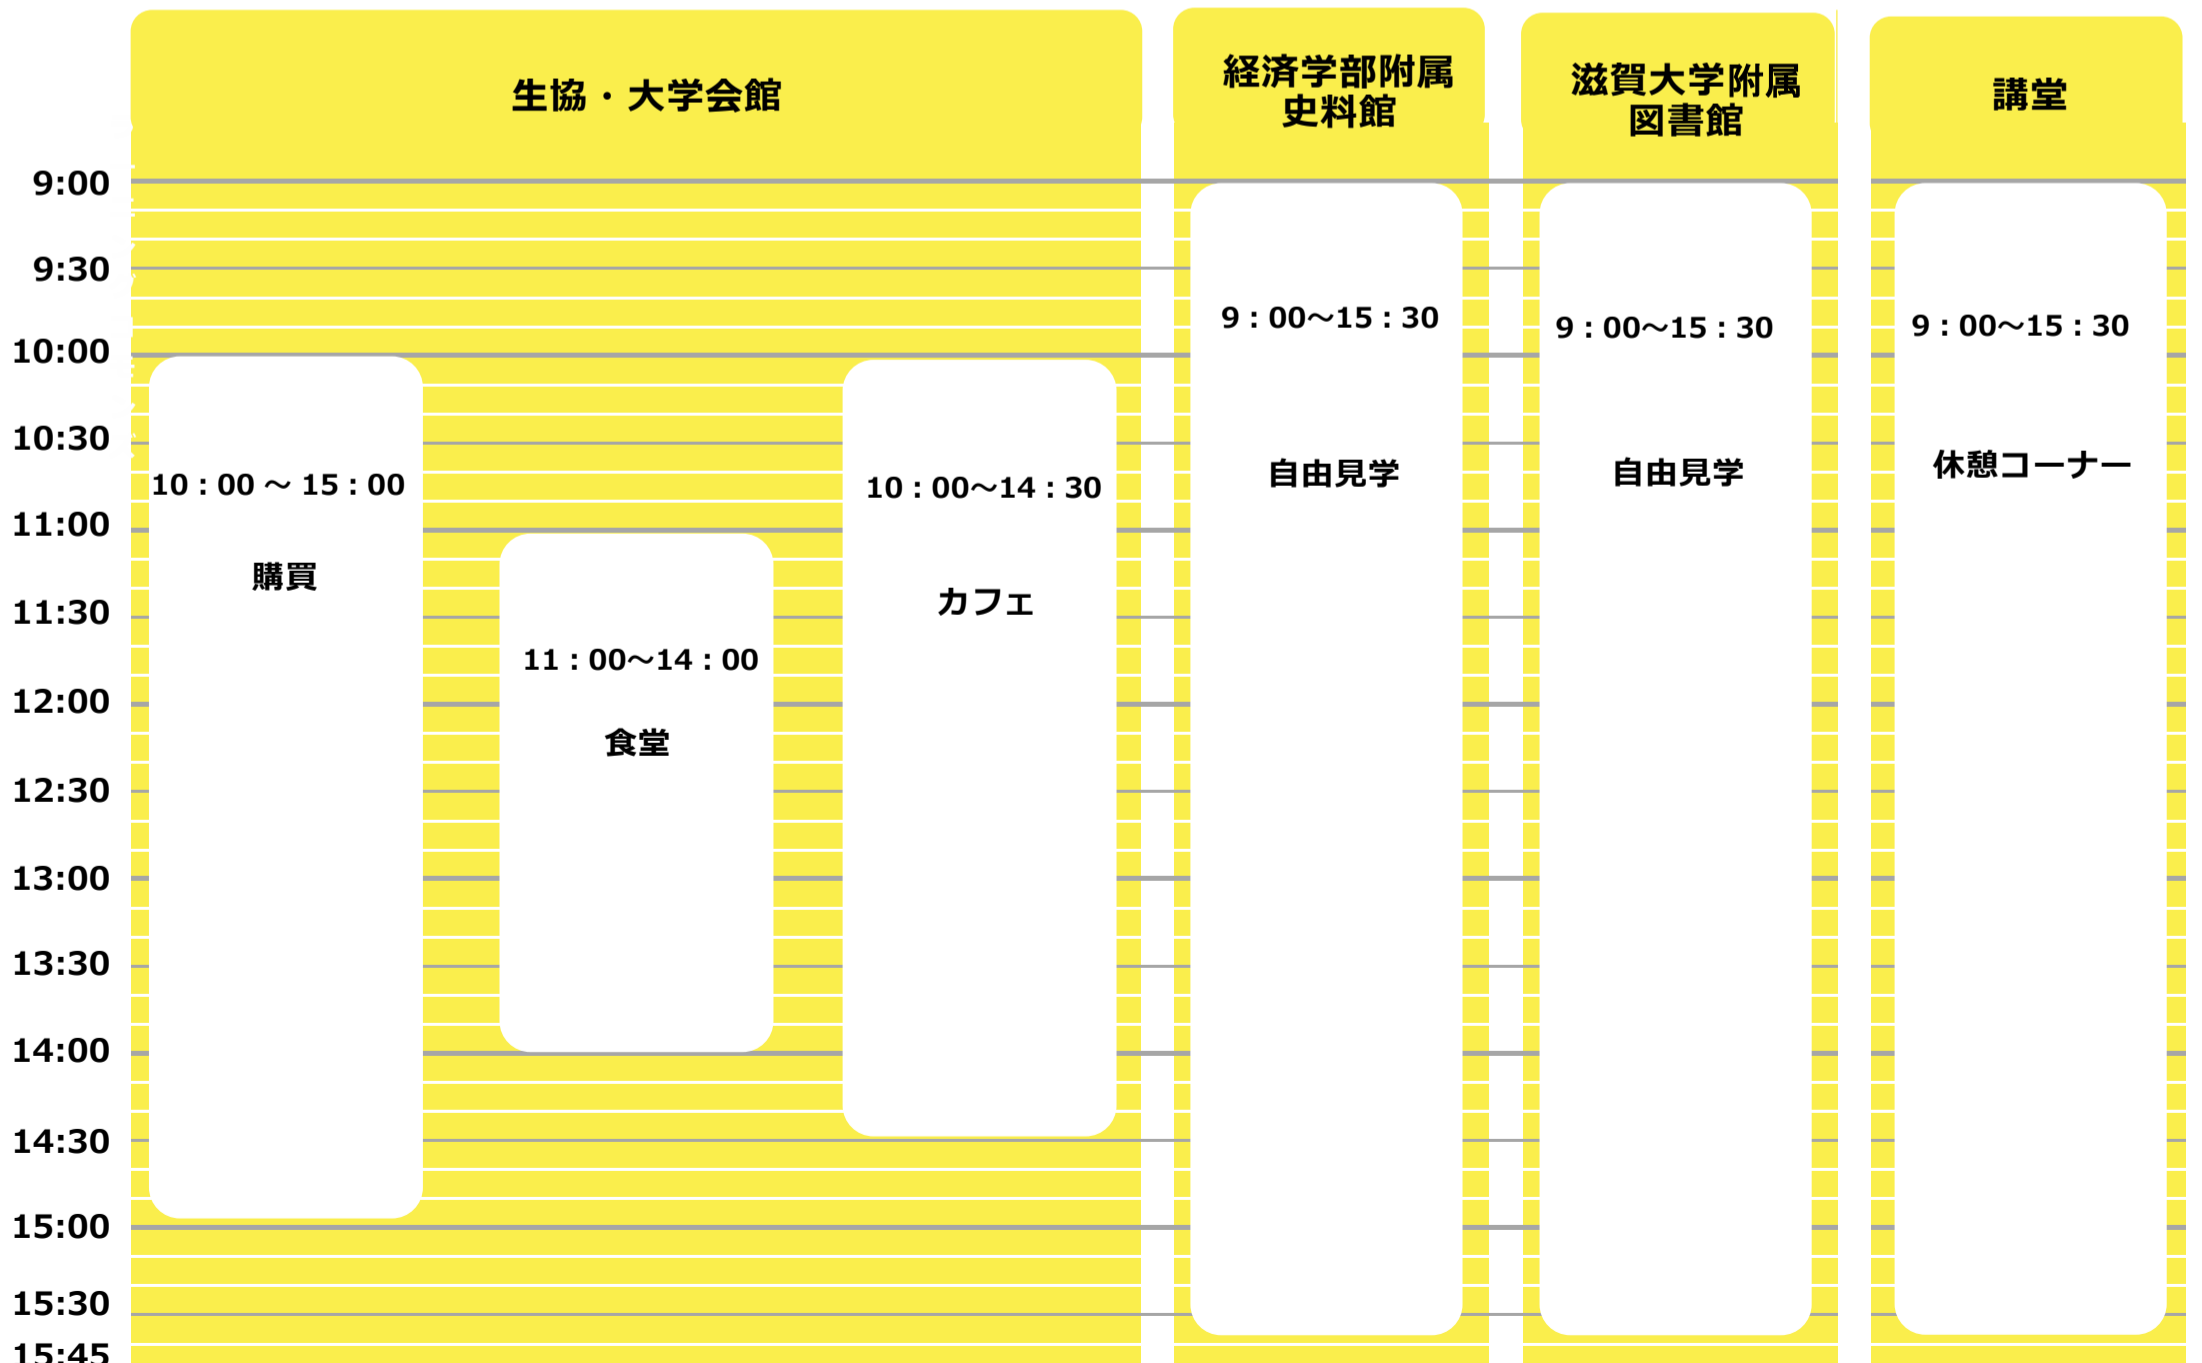 生協・大学会館
経済学部附属
史料館
滋賀大学附属
図書館
講堂
9:00
9:30
10:00
10:30
11:00
11:30
12:00
12:30
13:00
13:30
14:00
14:30
15:00
15:30
15:45
10：00 ～ 15：00
購買
11：00～14：00
食堂
10：00～14：30
カフェ
9：00～15：30
自由見学
9：00～15：30
自由見学
9：00～15：30
休憩コーナー